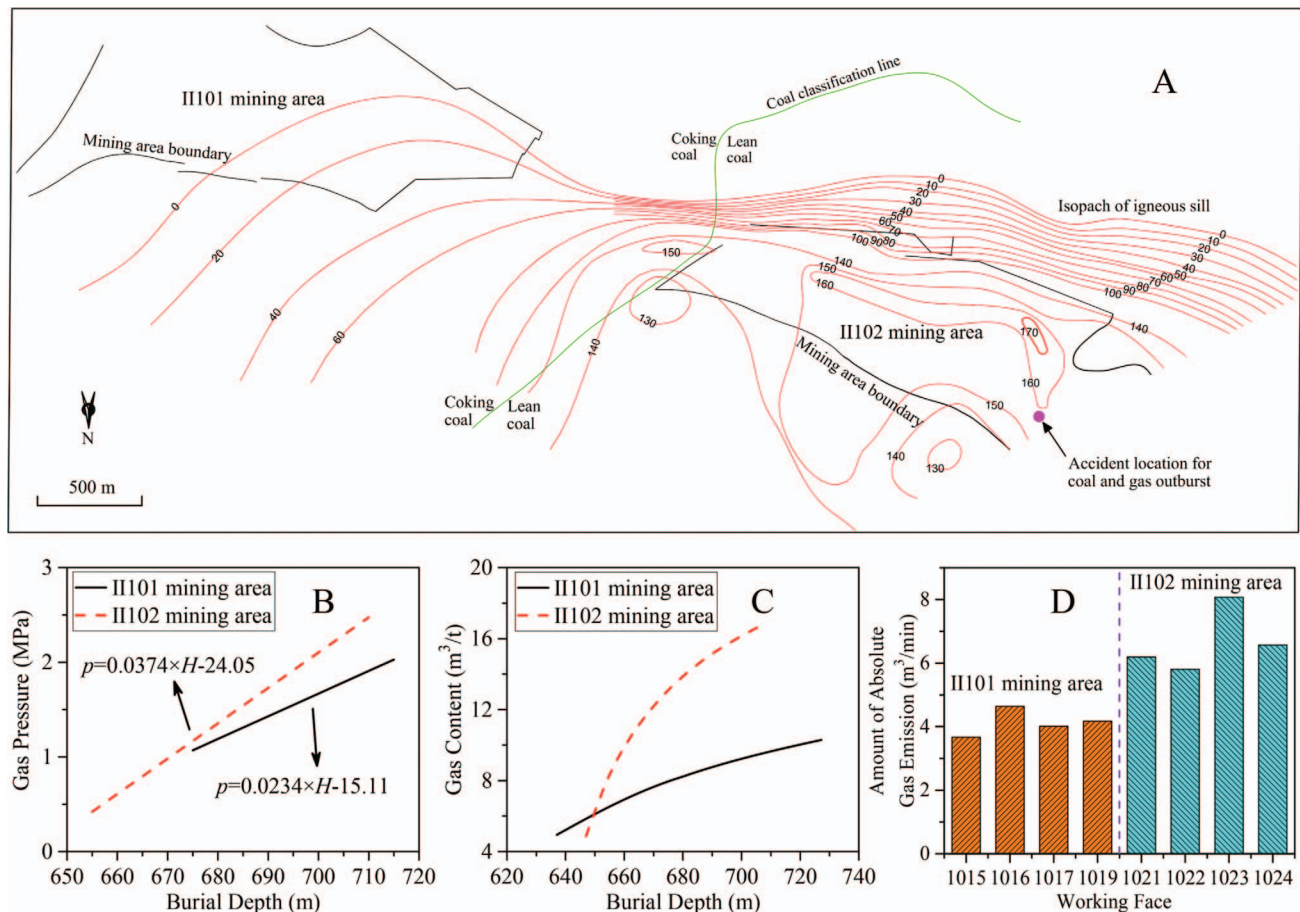 A
II101 mining area
Mining area boundary
Coal classification line
Coking
coal
Lean
coal
Isopach of igneous sill
0
20
40
60
0
10
20
30
40
50
60
70
80
90
100
0
10
20
30
40
50
60
70
80
90
100
150
130
140
140
150
160
170
160
140
150
140
130
II102 mining area
Mining area boundary
Coking
coal
Lean
coal
Accident location for
coal and gas outburst
N
500 m
B
II101 mining area
II102 mining area
p=0.0374×H-24.05
p=0.0234×H-15.11
Gas Pressure (MPa)
3
2
1
0
650 660 670 680 690 700 710 720
Burial Depth (m)
C
II101 mining area
II102 mining area
Gas Content (m³/t)
20
16
12
8
4
620 640 660 680 700 720 740
Burial Depth (m)
D
II102 mining area
II101 mining area
Amount of Absolute
Gas Emission (m³/min)
8
6
4
2
0
1015 1016 1017 1019 1021 1022 1023 1024
Working Face